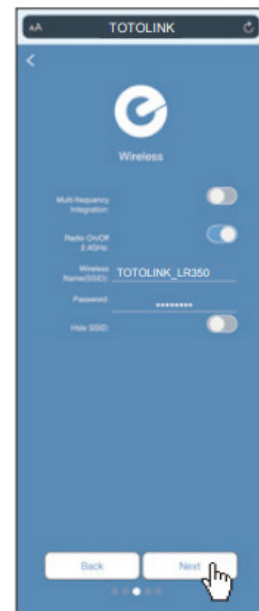 AA TOTOLINK
Wireless
Multi-frequency
Integration:
Radio On/Off
2.4GHz:
Wireless
Name(SSID): TOTOLINK_LR350
Password: ••••••••
Hide SSID:
Back Next